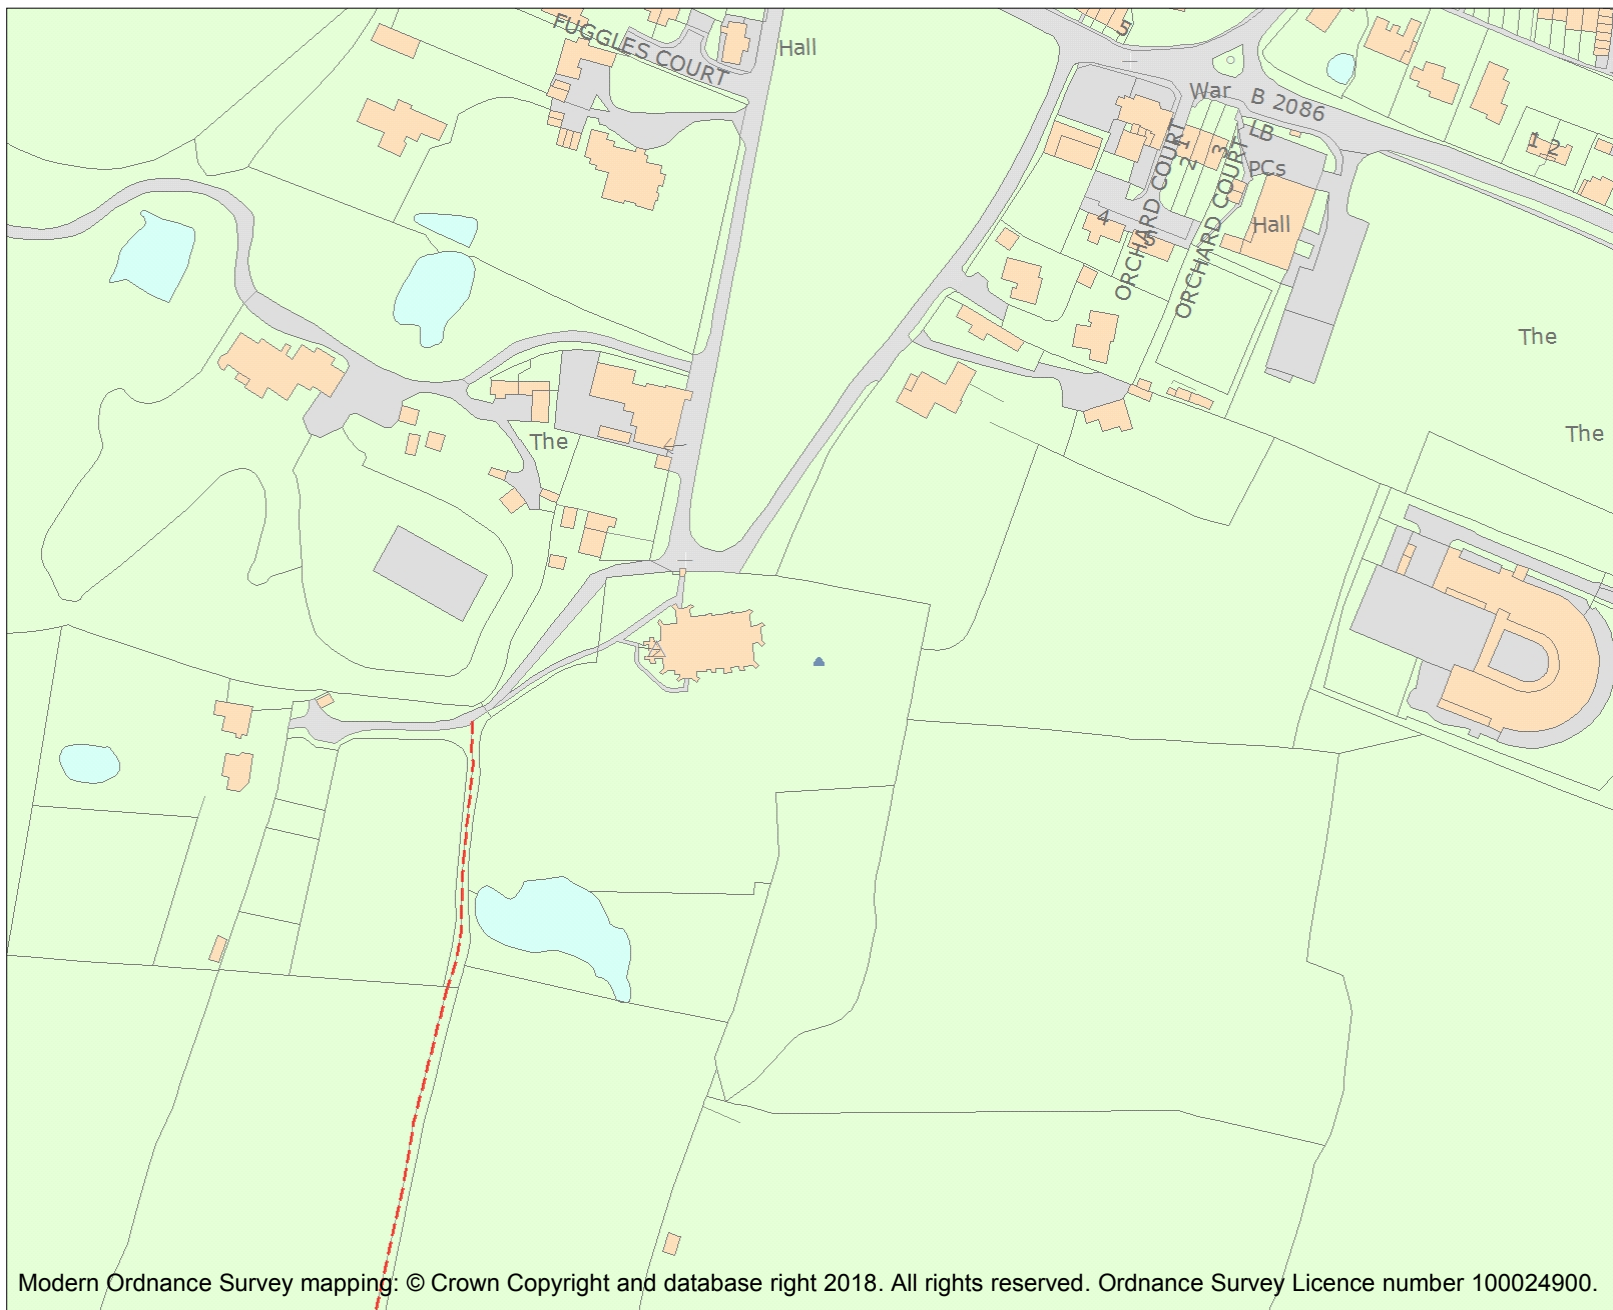 FUGGLES COURT
Hall
5
War
B 2086
LB
PCs
1 2
1
2
3
4
5
ORCHARD COURT
ORCHARD COURT
Hall
The
The
The
Modern Ordnance Survey mapping: © Crown Copyright and database right 2018. All rights reserved. Ordnance Survey Licence number 100024900.